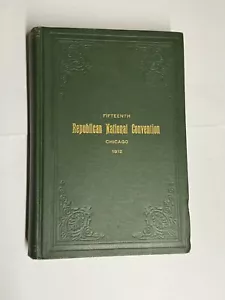 FIFTEENTH
Republican National Convention
CHICAGO
1912